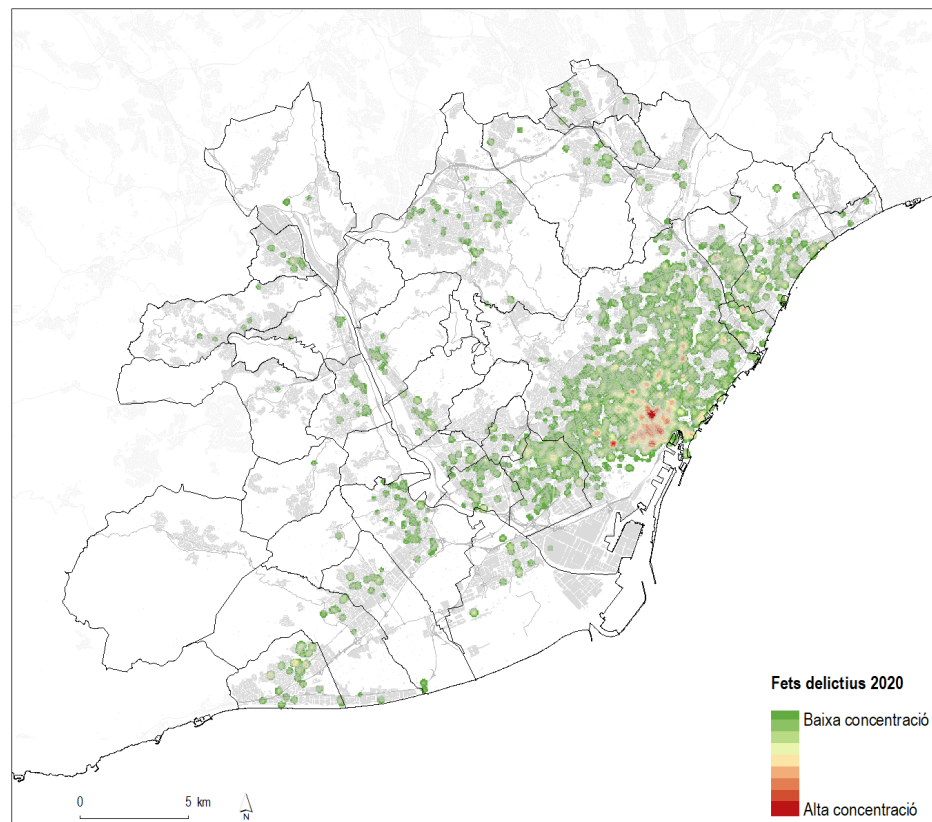 Fets delictius 2020
Baixa concentració
Alta concentració
0 5 km
N